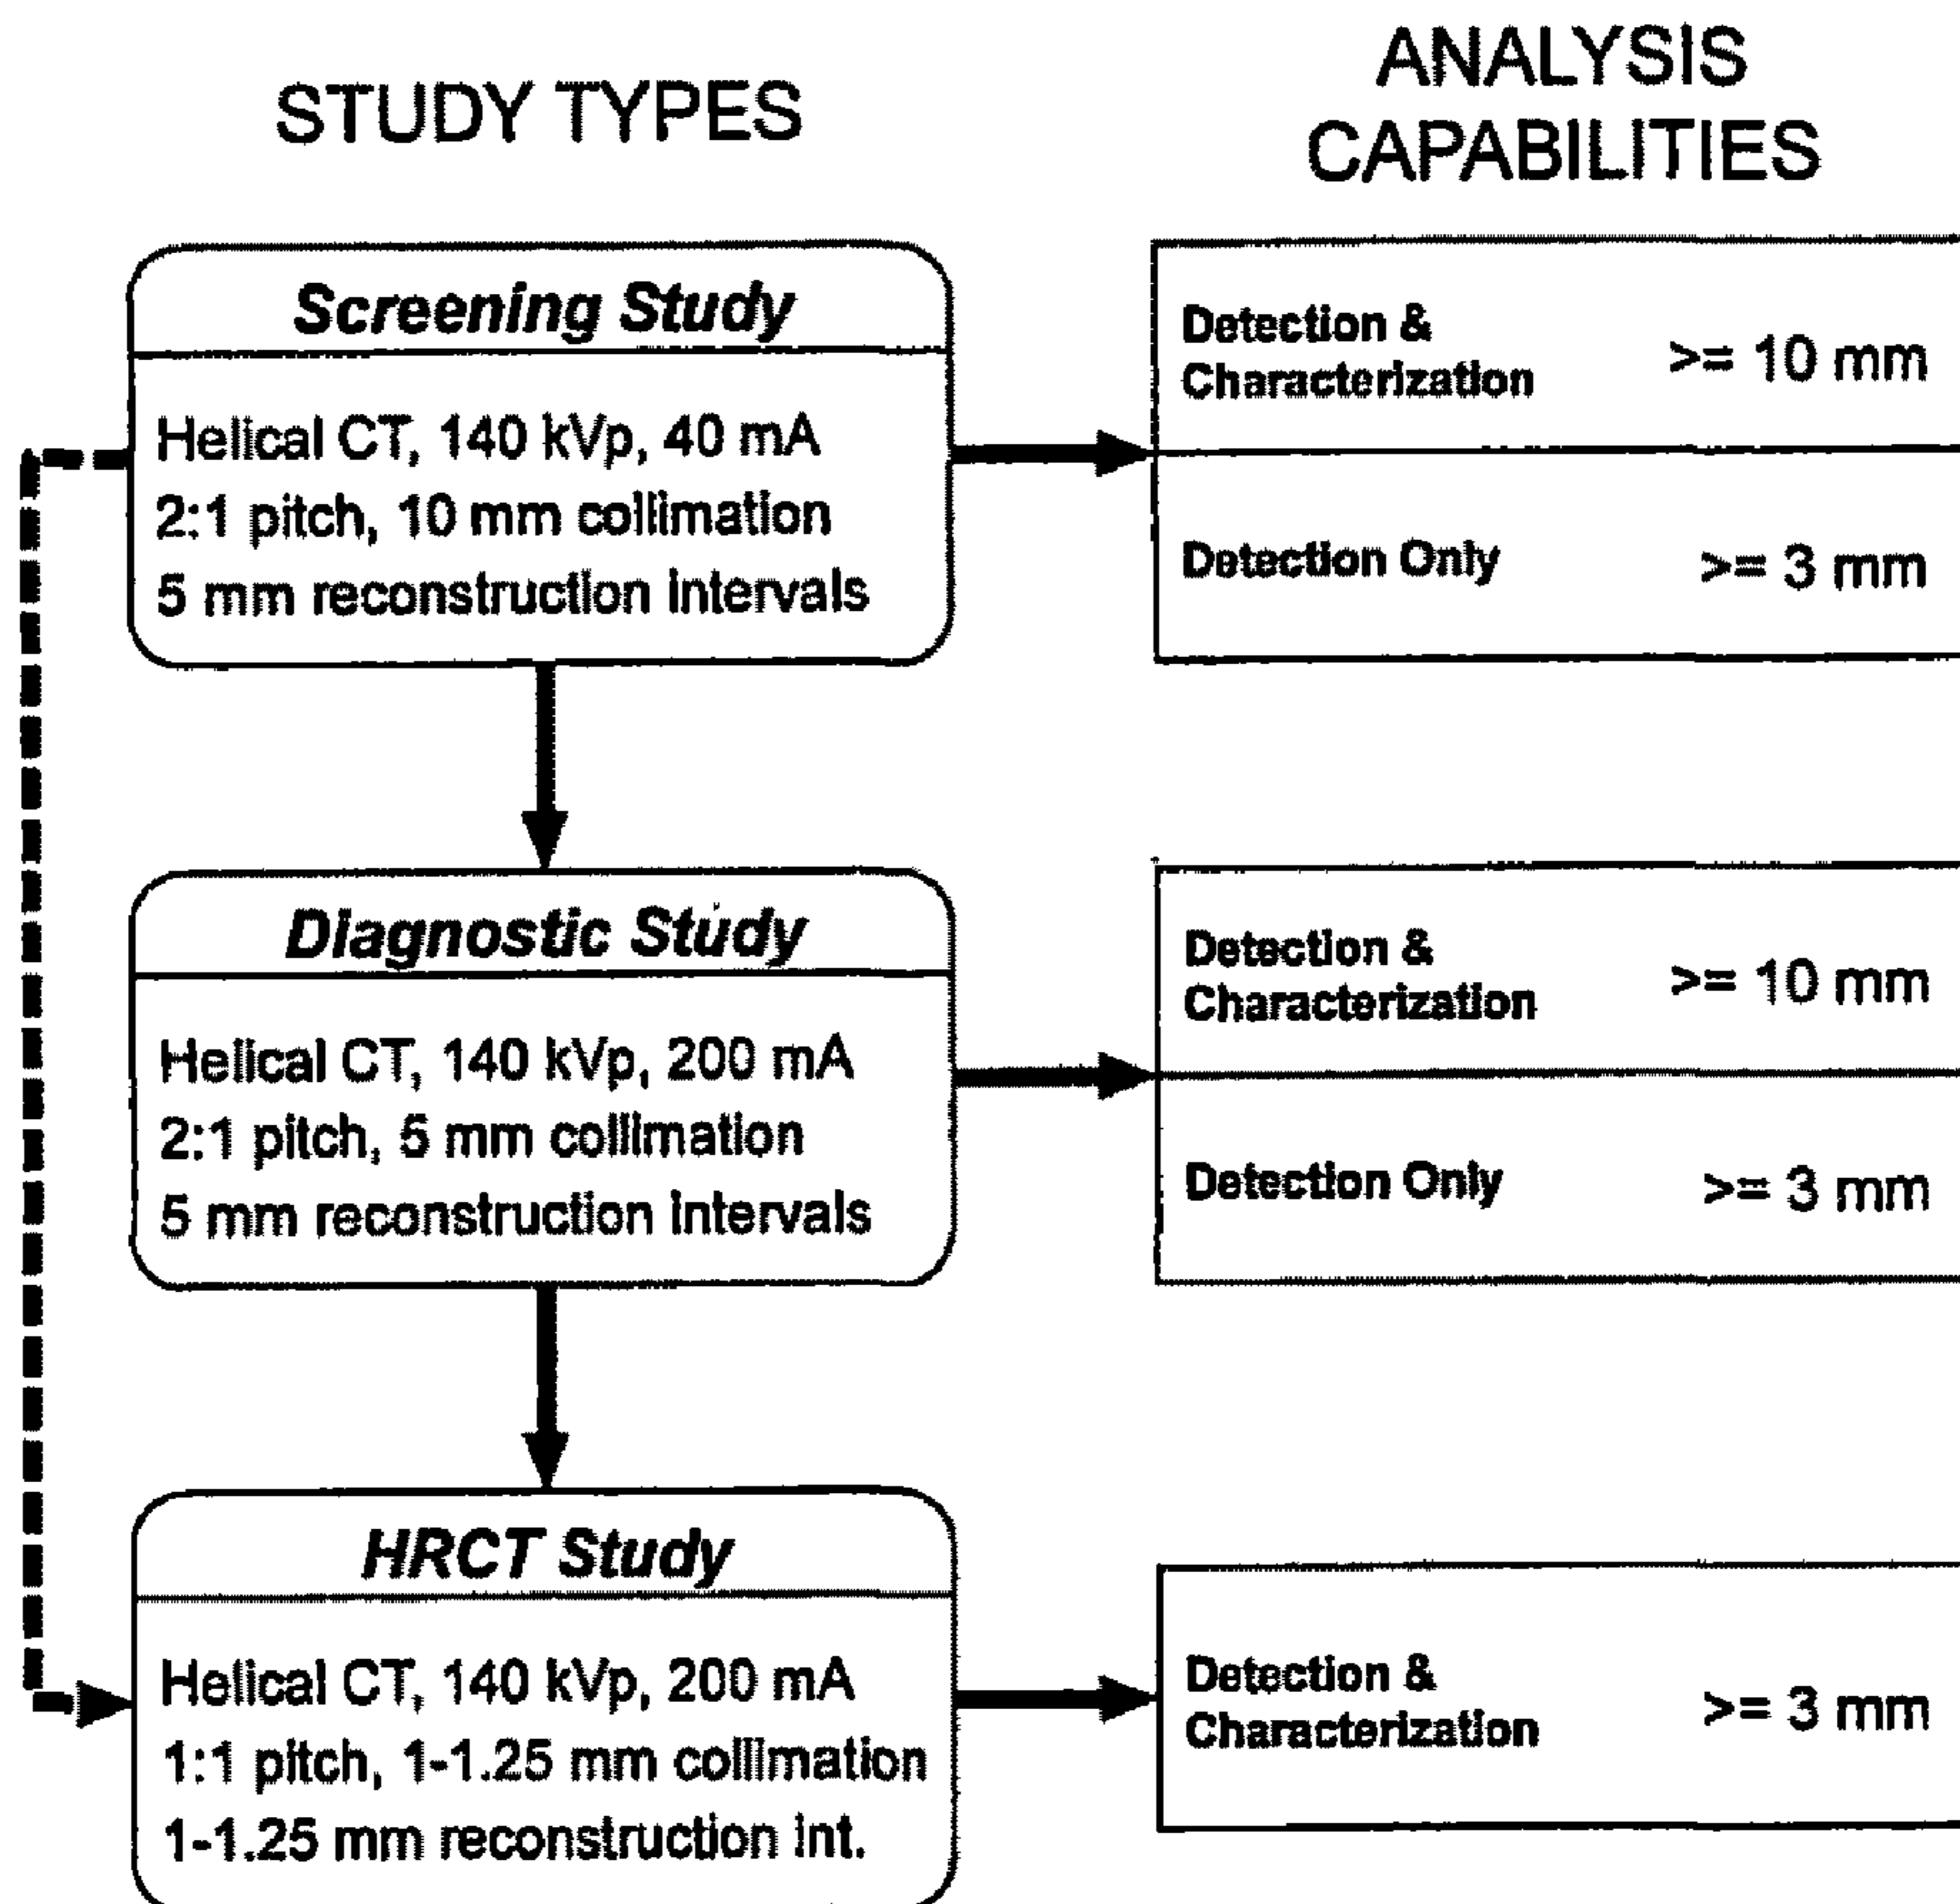 STUDY TYPES
ANALYSIS
CAPABILITIES
Screening Study
Helical CT, 140 kVp, 40 mA
2:1 pitch, 10 mm collimation
5 mm reconstruction intervals
Detection &
Characterization
>= 10 mm
Detection Only
>= 3 mm
Diagnostic Study
Helical CT, 140 kVp, 200 mA
2:1 pitch, 5 mm collimation
5 mm reconstruction intervals
Detection &
Characterization
>= 10 mm
Detection Only
>= 3 mm
HRCT Study
Helical CT, 140 kVp, 200 mA
1:1 pitch, 1-1.25 mm collimation
1-1.25 mm reconstruction int.
Detection &
Characterization
>= 3 mm